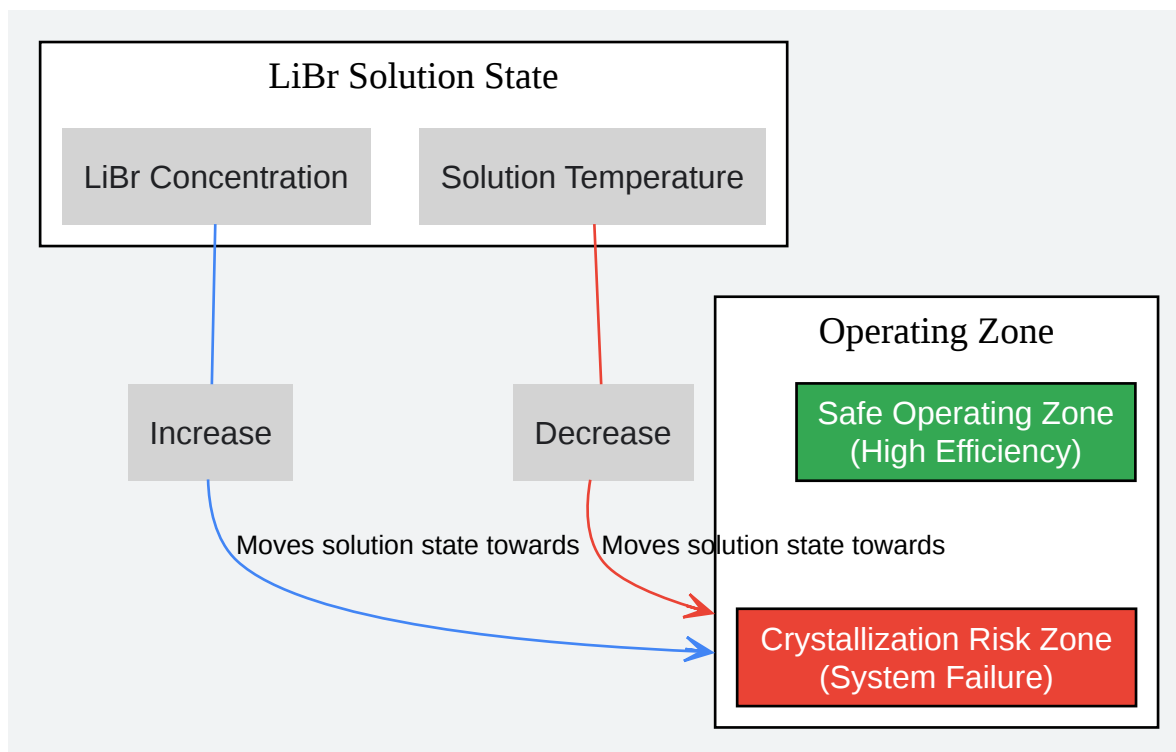 LiBr Solution State
LiBr Concentration
Solution Temperature
Operating Zone
Increase
Decrease
Safe Operating Zone
(High Efficiency)
Moves solution state towards
Moves solution state towards
Crystallization Risk Zone
(System Failure)